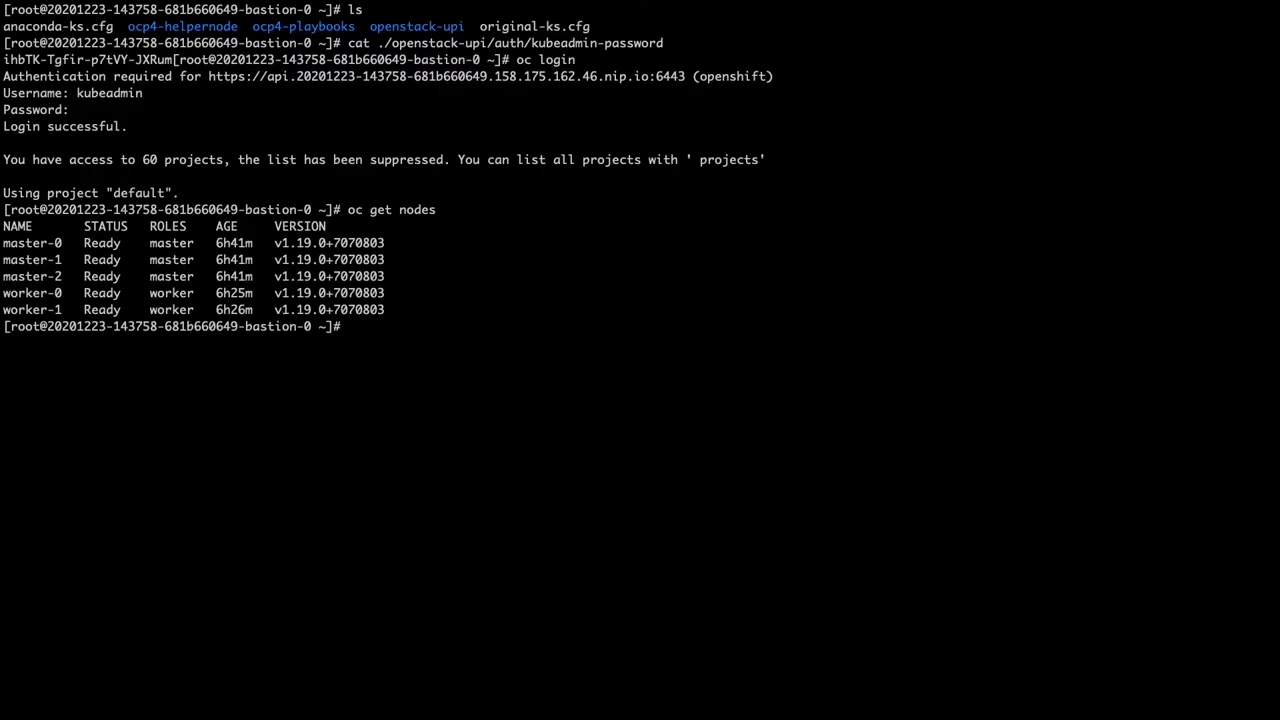 [root@20201223-143758-681b660649-bastion-0 ~]# ls
anaconda-ks.cfg  ocp4-helpernode  ocp4-playbooks  openstack-upi  original-ks.cfg
[root@20201223-143758-681b660649-bastion-0 ~]# cat ./openstack-upi/auth/kubeadmin-password
ihbTK-Tgfir-p7tVY-JXRum[root@20201223-143758-681b660649-bastion-0 ~]# oc login
Authentication required for https://api.20201223-143758-681b660649.158.175.162.46.nip.io:6443 (openshift)
Username: kubeadmin
Password:
Login successful.
You have access to 60 projects, the list has been suppressed. You can list all projects with ' projects'
Using project "default".
[root@20201223-143758-681b660649-bastion-0 ~]# oc get nodes
NAME       STATUS   ROLES    AGE     VERSION
master-0   Ready    master   6h41m   v1.19.0+7070803
master-1   Ready    master   6h41m   v1.19.0+7070803
master-2   Ready    master   6h41m   v1.19.0+7070803
worker-0   Ready    worker   6h25m   v1.19.0+7070803
worker-1   Ready    worker   6h26m   v1.19.0+7070803
[root@20201223-143758-681b660649-bastion-0 ~]#